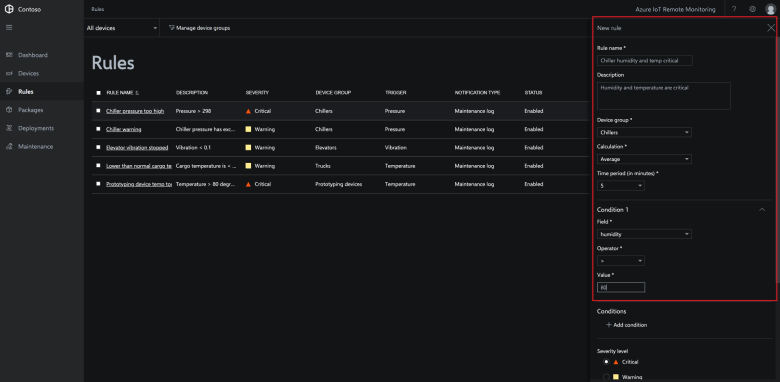 Contoso
Rules
Azure IoT Remote Monitoring
?
All devices
Manage device groups
Dashboard
Devices
Rules
Packages
Deployments
Maintenance
Rules
RULE NAME DESCRIPTION SEVERITY DEVICE GROUP TRIGGER NOTIFICATION TYPE STATUS
Chiller pressure too high Pressure > 298 Critical Chillers Pressure Maintenance log Enabled
Chiller warning Chiller pressure has exc... Warning Chillers Pressure Maintenance log Enabled
Elevator vibration stopped Vibration < 0.1 Warning Elevators Vibration Maintenance log Enabled
Lower than normal cargo te Cargo temperature is < ... Warning Trucks Temperature Maintenance log Enabled
Prototyping device temp too Temperature > 80 degr... Critical Prototyping devices Temperature Maintenance log Enabled
New rule
Rule name *
Chiller humidity and temp critical
Description
Humidity and temperature are critical
Device group *
Chillers
Calculation *
Average
Time period (in minutes) *
5
Condition 1
Field *
humidity
Operator *
Value *
80
Conditions
+ Add condition
Severity level
Critical
Warning